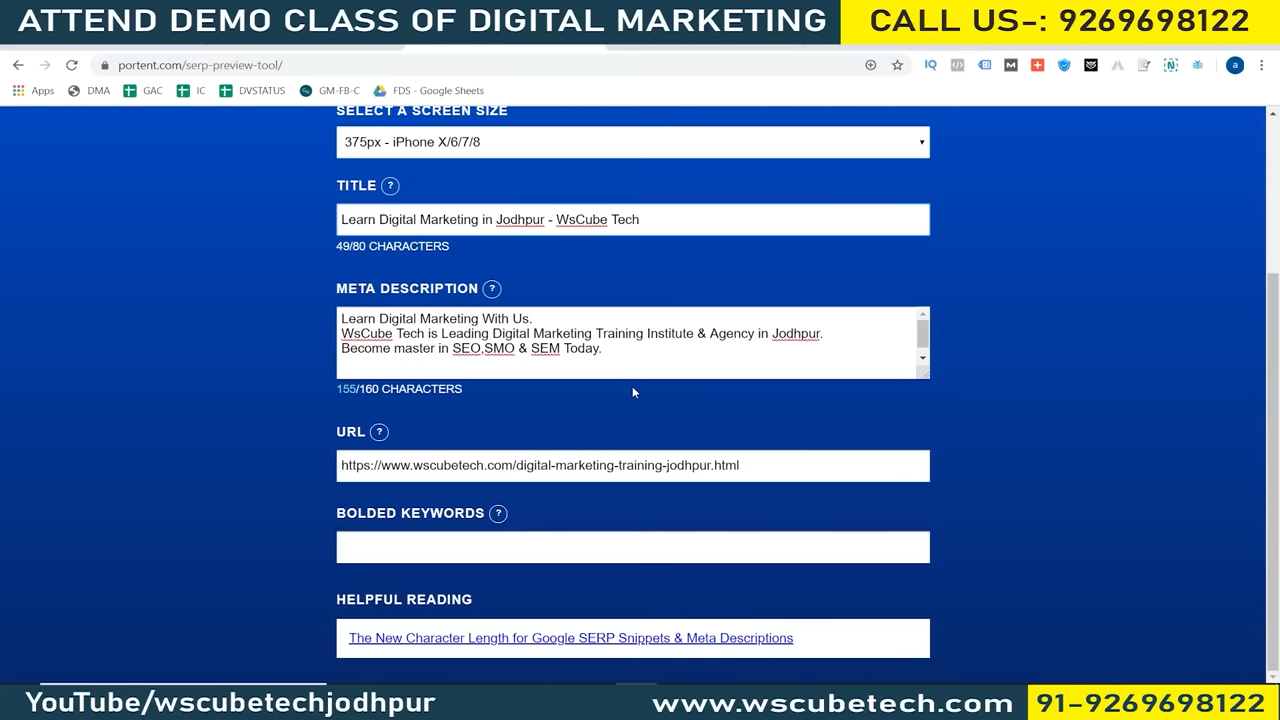 ATTEND DEMO CLASS OF DIGITAL MARKETING
CALL US-: 9269698122
portent.com/serp-preview-tool/
IQ
M
N
a
Apps
DMA
GAC
IC
DVSTATUS
GM-FB-C
FDS - Google Sheets
SELECT A SCREEN SIZE
375px - iPhone X/6/7/8
TITLE ?
Learn Digital Marketing in Jodhpur - WsCube Tech
49/80 CHARACTERS
META DESCRIPTION ?
Learn Digital Marketing With Us.
WsCube Tech is Leading Digital Marketing Training Institute & Agency in Jodhpur.
Become master in SEO,SMO & SEM Today.
155/160 CHARACTERS
URL ?
https://www.wscubetech.com/digital-marketing-training-jodhpur.html
BOLDED KEYWORDS ?
HELPFUL READING
The New Character Length for Google SERP Snippets & Meta Descriptions
YouTube/wscubetechjodhpur
www.wscubetech.com
91-9269698122